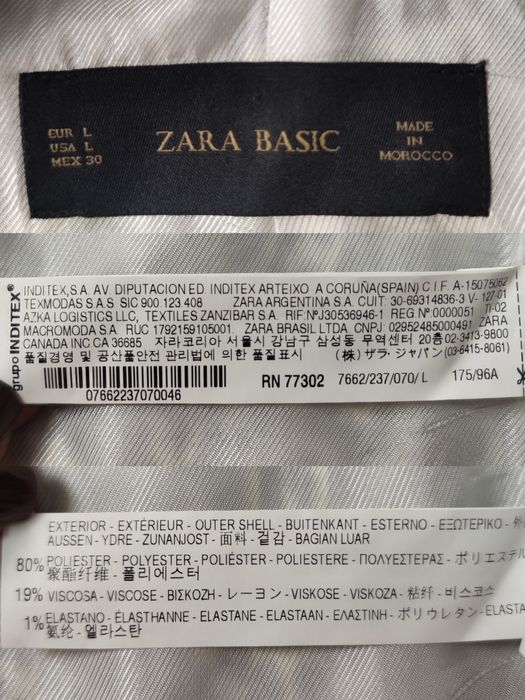 EUR L
USA L
MEX 30
ZARA BASIC
MADE
IN
MOROCCO
grupo INDITEX
INDITEX,S.A. AV. DIPUTACION ED. INDITEX ARTEIXO A CORUÑA(SPAIN) C.I.F. A-15075062
TEXMODAS S.A.S SIC 900.123.408 ZARA ARGENTINA S.A. CUIT: 30-69314836-3 V-127-01
AZKA LOGISTICS LLC, TEXTILES ZANZIBAR S.A. RIF:NºJ30536946-1 REG Nº0000051 TI-02
MACROMODA S.A. RUC 1792159105001. ZARA BRASIL LTDA. CNPJ: 02952485000491 ZARA
CANADA INC.CA 36685 자라코리아 서울시 강남구 삼성동 무역센터 20층 02-3413-9800
품질경영 및 공산품안전 관리법에 의한 품질표시 (株) ザラ・ジャパン(03-6415-8061)
07662237070046
RN 77302
7662/237/070/ L
175/96A
EXTERIOR - EXTÉRIEUR - OUTER SHELL - BUITENKANT - ESTERNO - ΕΞΩΤΕΡΙΚΟ -
AUSSEN - YDRE - ZUNANJOST - 面料 - 겉감 - BAGIAN LUAR
80% POLIESTER - POLYESTER - POLIÉSTER - POLIESTERE - ΠΟΛΥΕΣΤΕΡΑΣ - ポリエステル
聚酯纤维 - 폴리에스터
19% VISCOSA - VISCOSE - ΒΙΣΚΟΖΗ - レーヨン - VISKOSE - VISKOZA - 粘纤 - 비스코스
1% ELASTANO - ÉLASTHANNE - ELASTANE - ELASTAAN - ΕΛΑΣΤΙΝΗ - ポリウレタン - ELASTA
氨纶 - 엘라스탄